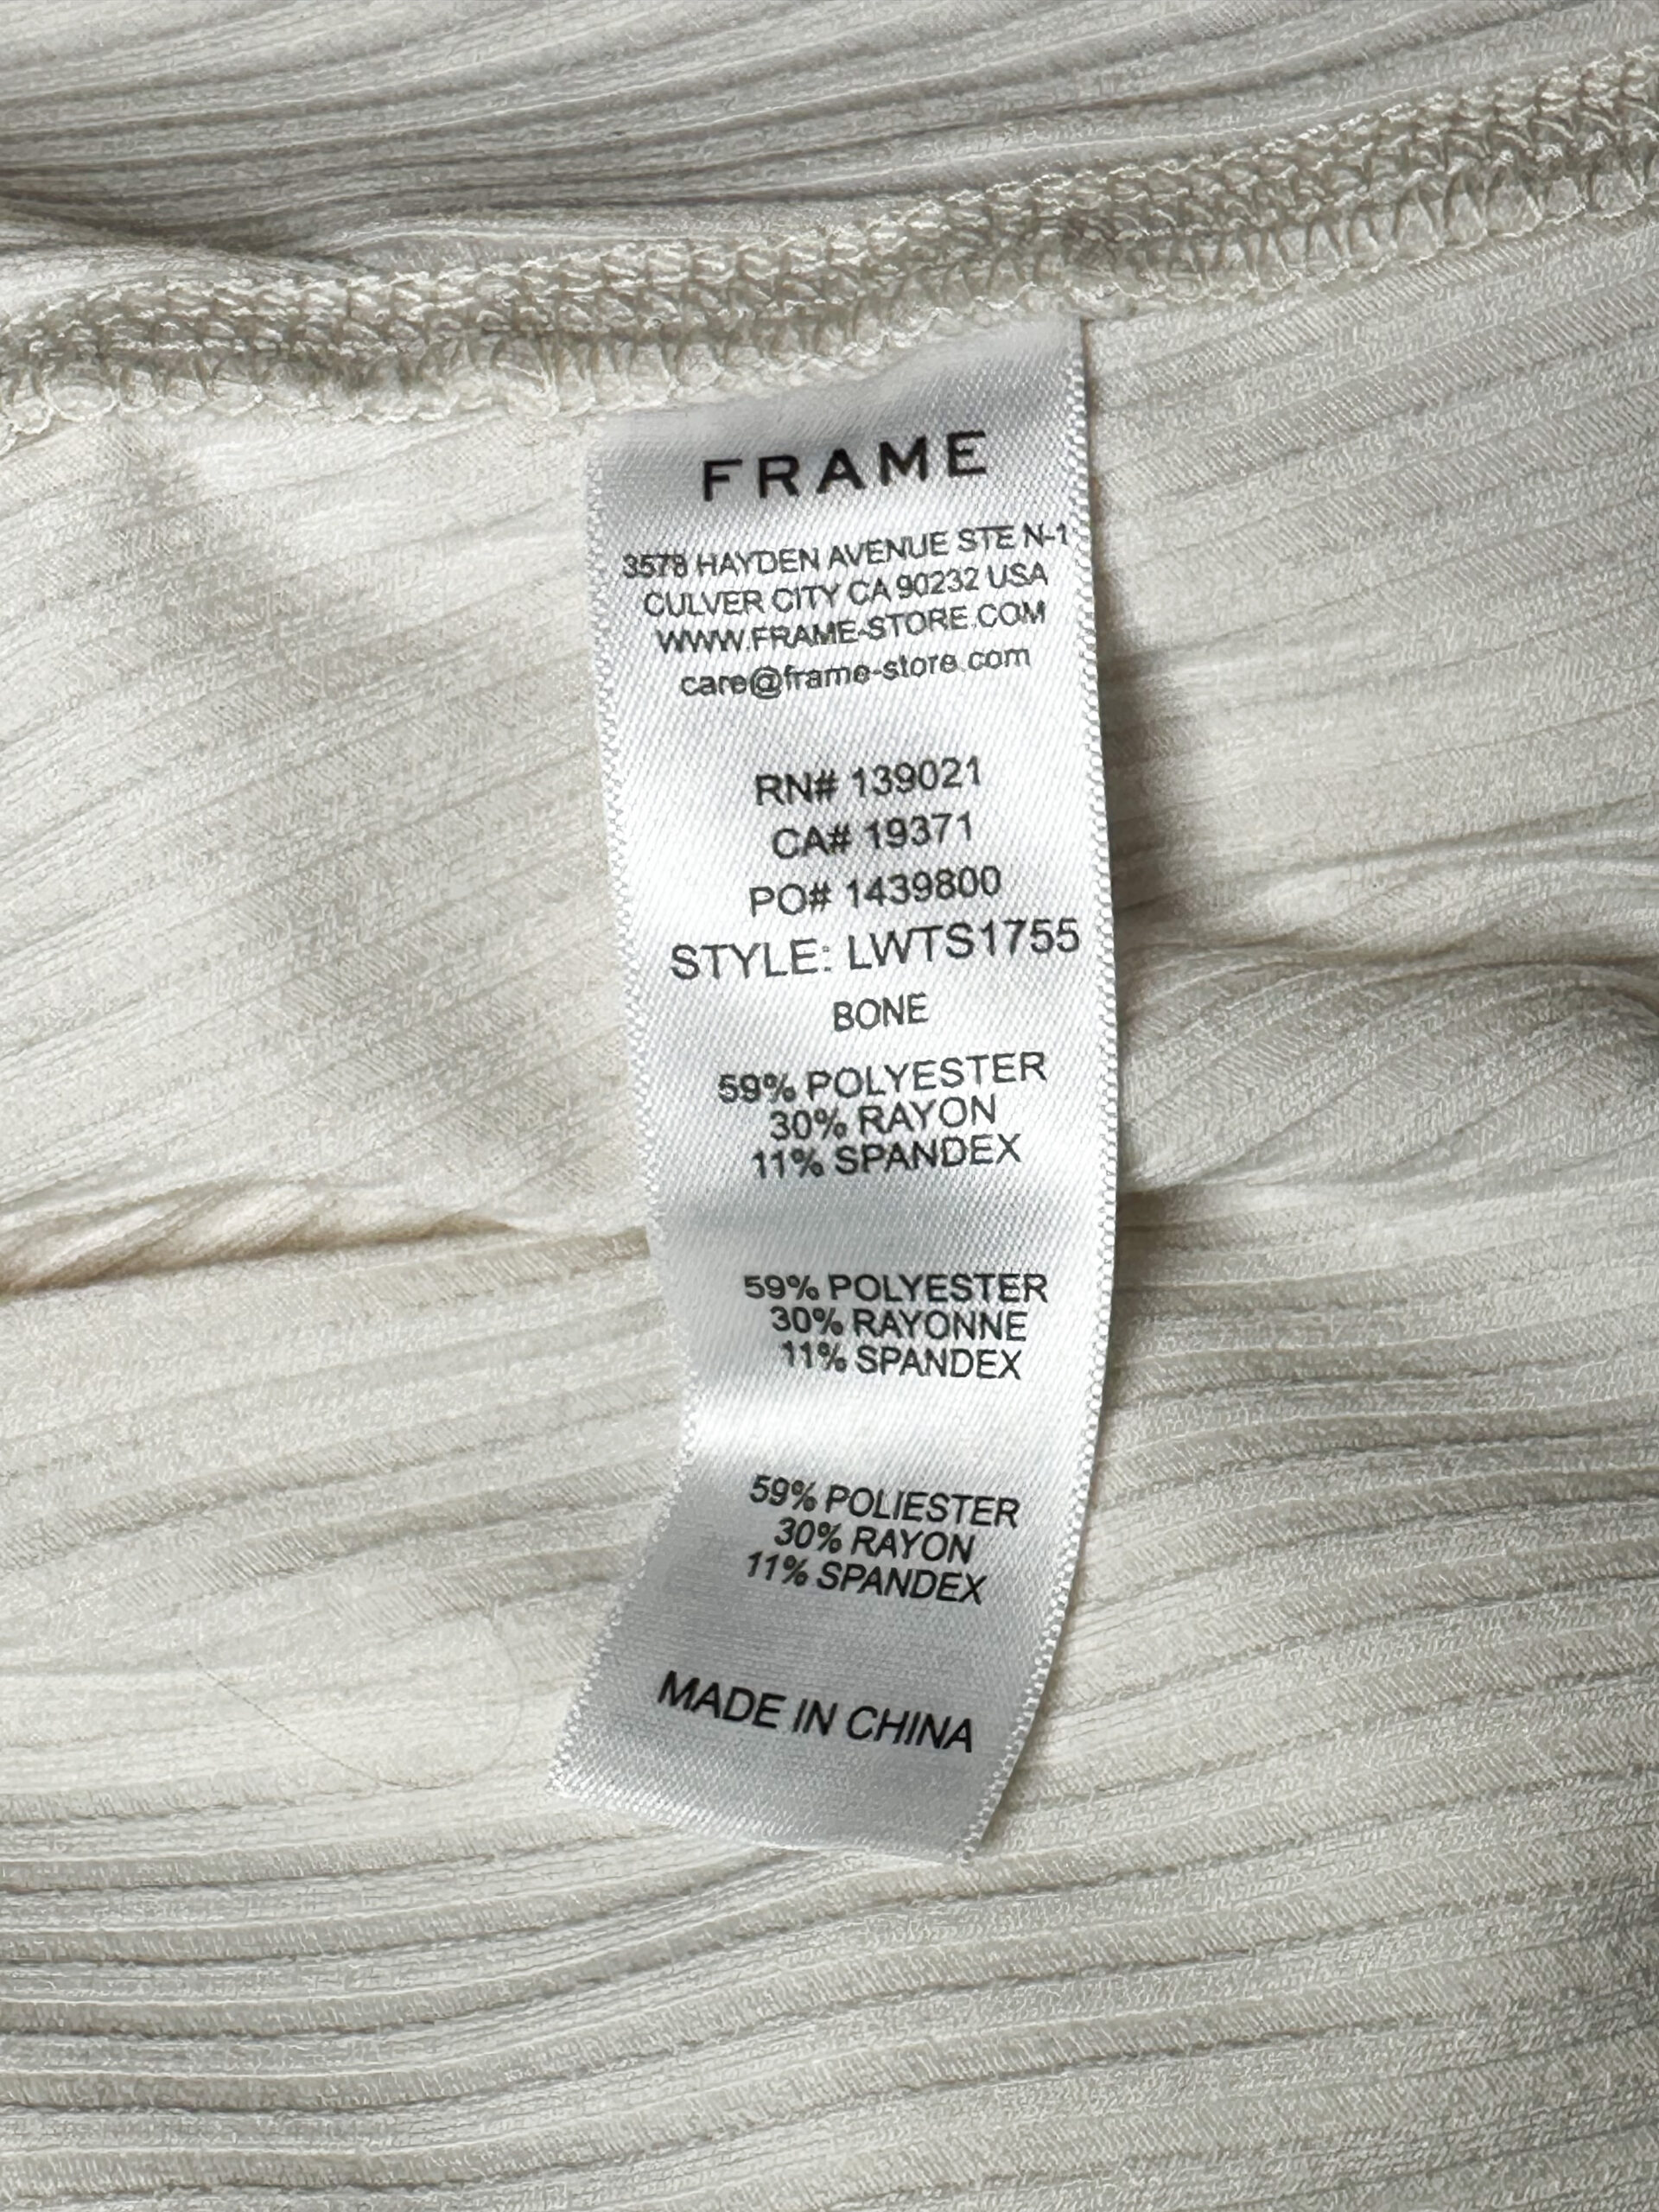 FRAME
3578 HAYDEN AVENUE STE N-1
CULVER CITY CA 90232 USA
WWW.FRAME-STORE.COM
care@frame-store.com
RN# 139021
CA# 19371
PO# 1439800
STYLE: LWTS1755
BONE
59% POLYESTER
30% RAYON
11% SPANDEX
59% POLYESTER
30% RAYONNE
11% SPANDEX
59% POLIESTER
30% RAYON
11% SPANDEX
MADE IN CHINA